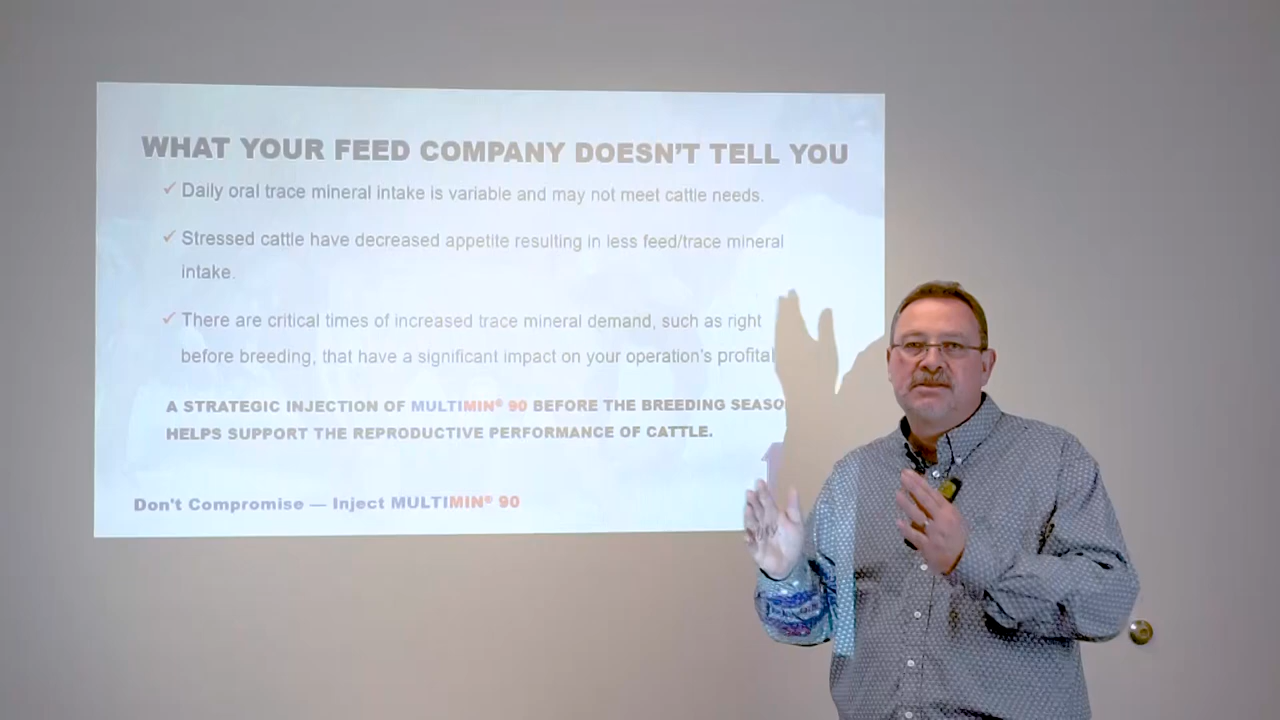 WHAT YOUR FEED COMPANY DOESN'T TELL YOU
✓ Daily oral trace mineral intake is variable and may not meet cattle needs.
✓ Stressed cattle have decreased appetite resulting in less feed/trace mineral
intake.
✓ There are critical times of increased trace mineral demand, such as right
before breeding, that have a significant impact on your operation's
A STRATEGIC INJECTION OF MULTIMIN® 90 BEFORE THE BREEDING
HELPS SUPPORT THE REPRODUCTIVE PERFORMANCE OF CATTLE.
Don't Compromise — Inject MULTIMIN® 90